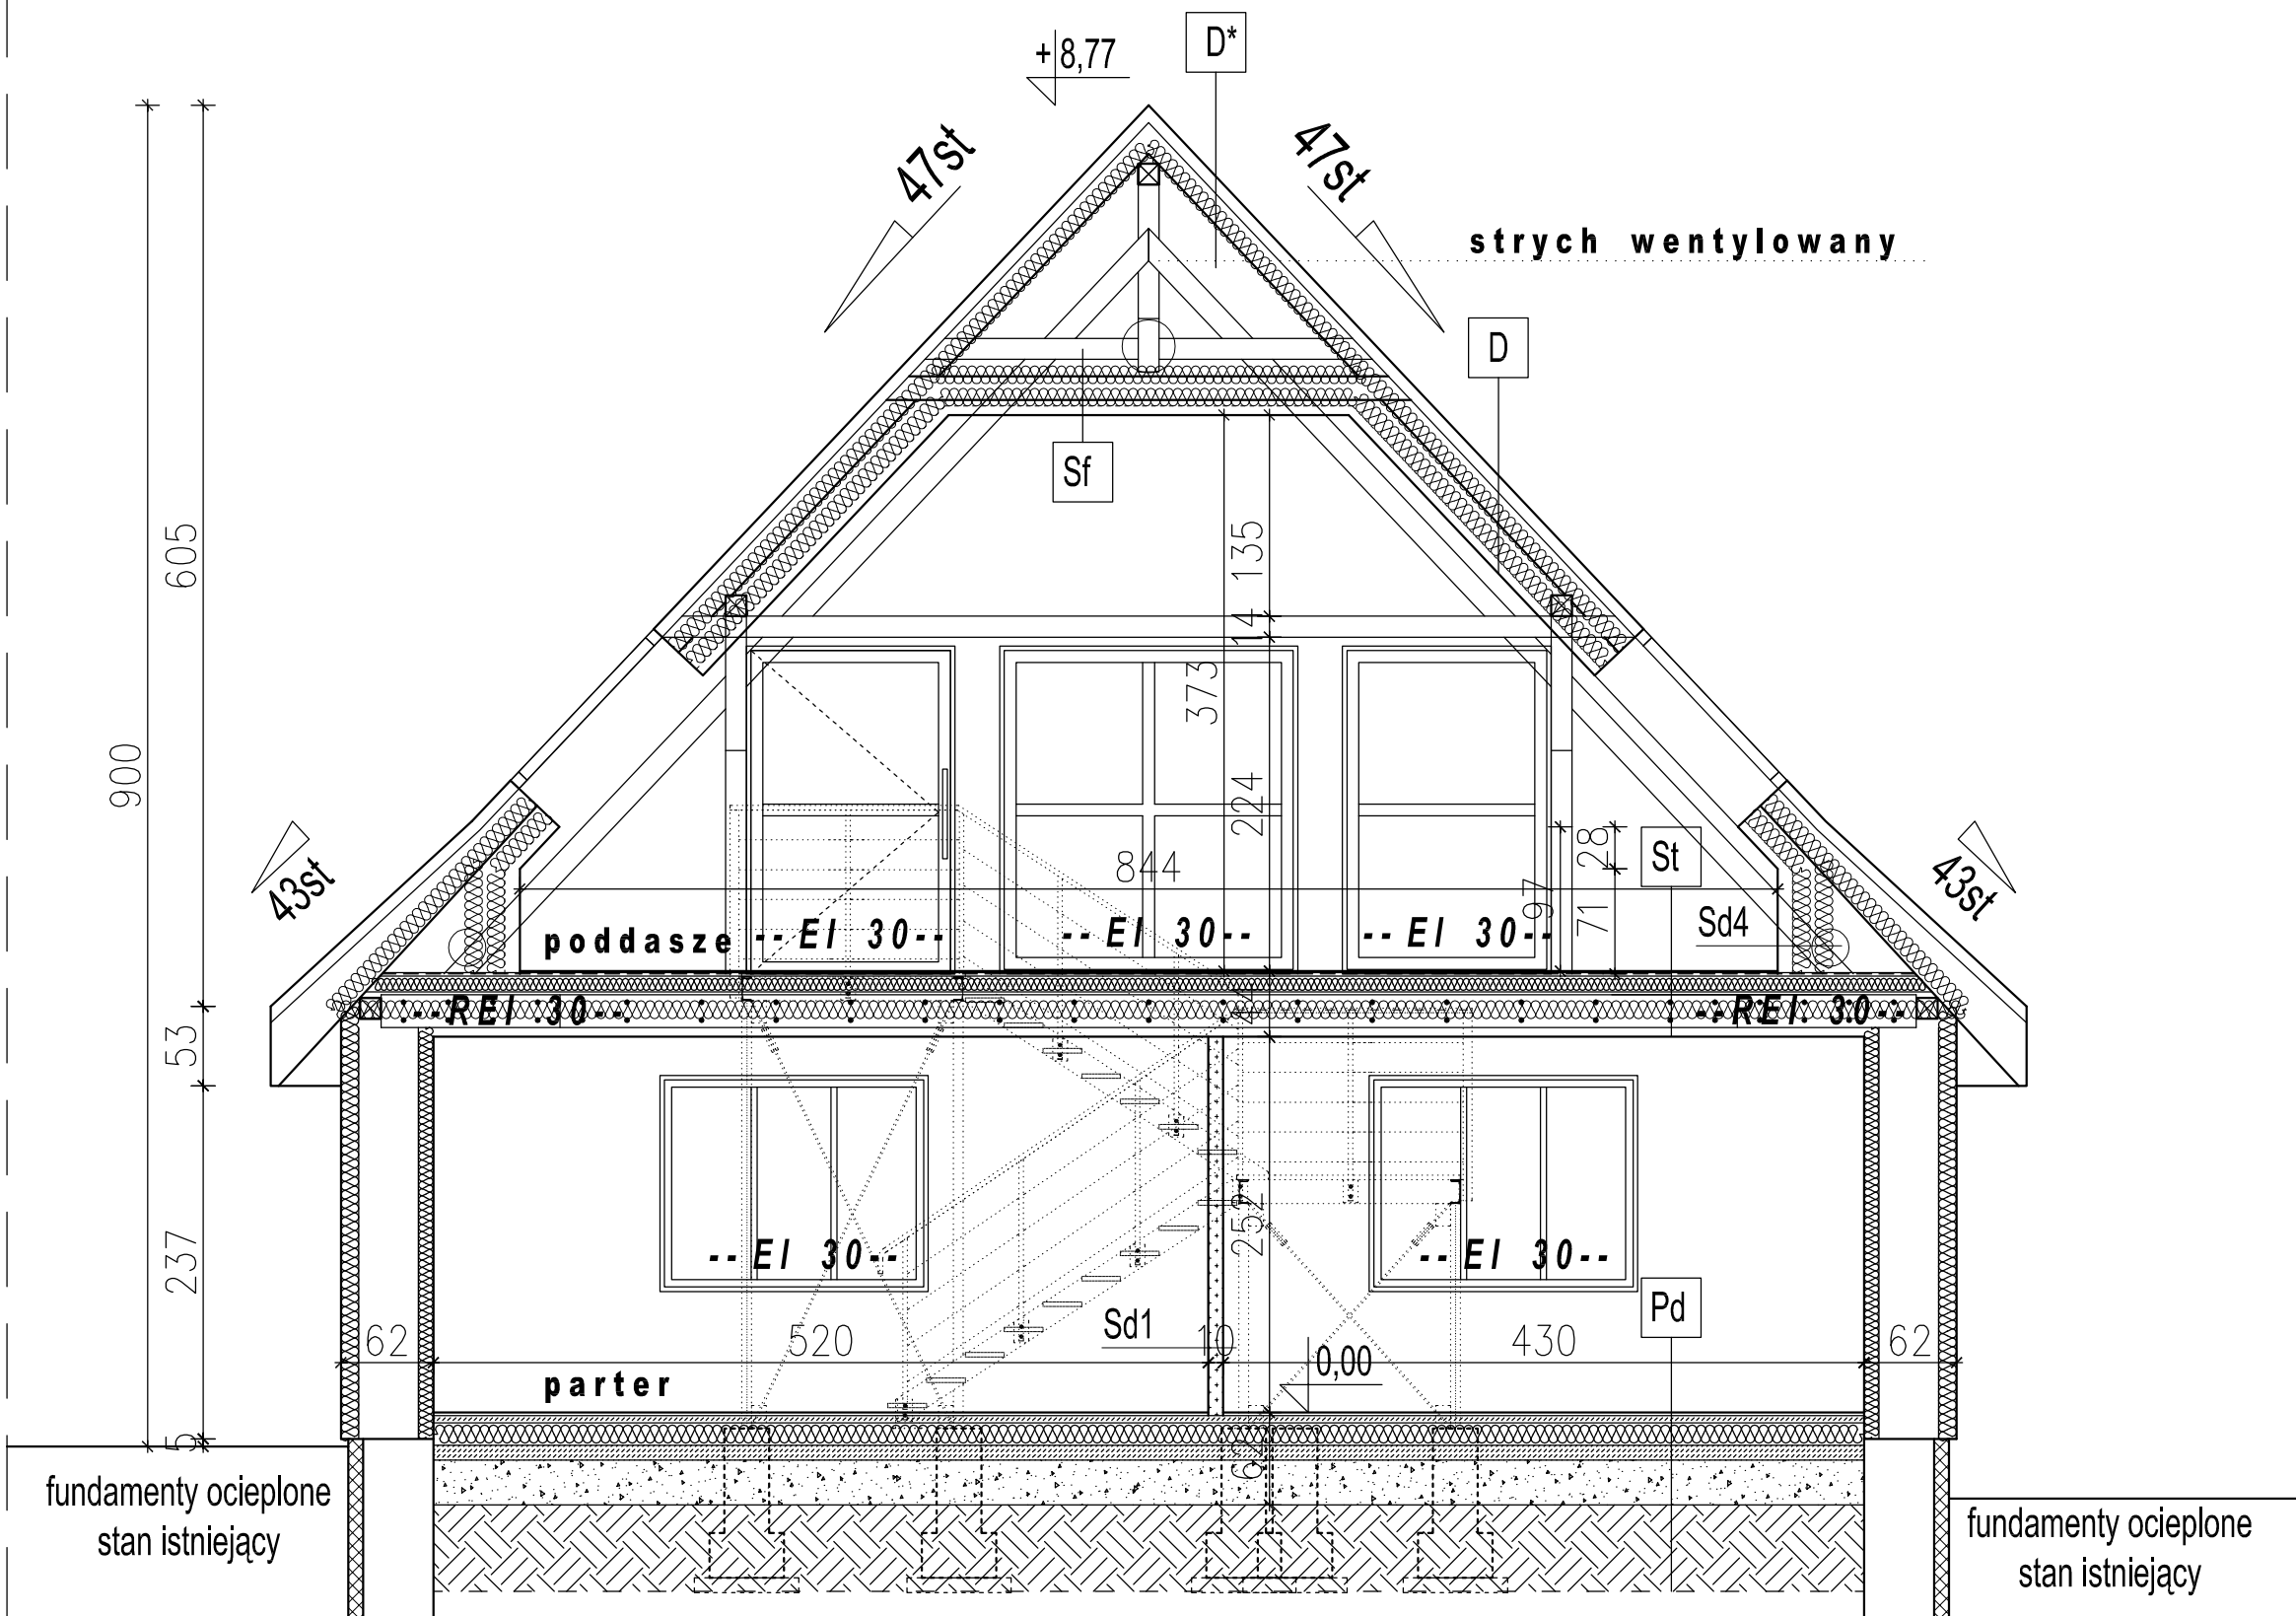 +8,77
D*
47st
47st
strych wentylowany
D
Sf
605
135
14
373
900
224
844
28
St
97
71
43st
43st
Sd4
poddasze
--EI 30--
--EI 30--
--EI 30--
--REI 30--
--REI 30--
53
237
252
--EI 30--
--EI 30--
Pd
62
520
Sd1
10
430
62
0,00
parter
5
62
fundamenty ocieplone
stan istniejący
fundamenty ocieplone
stan istniejący